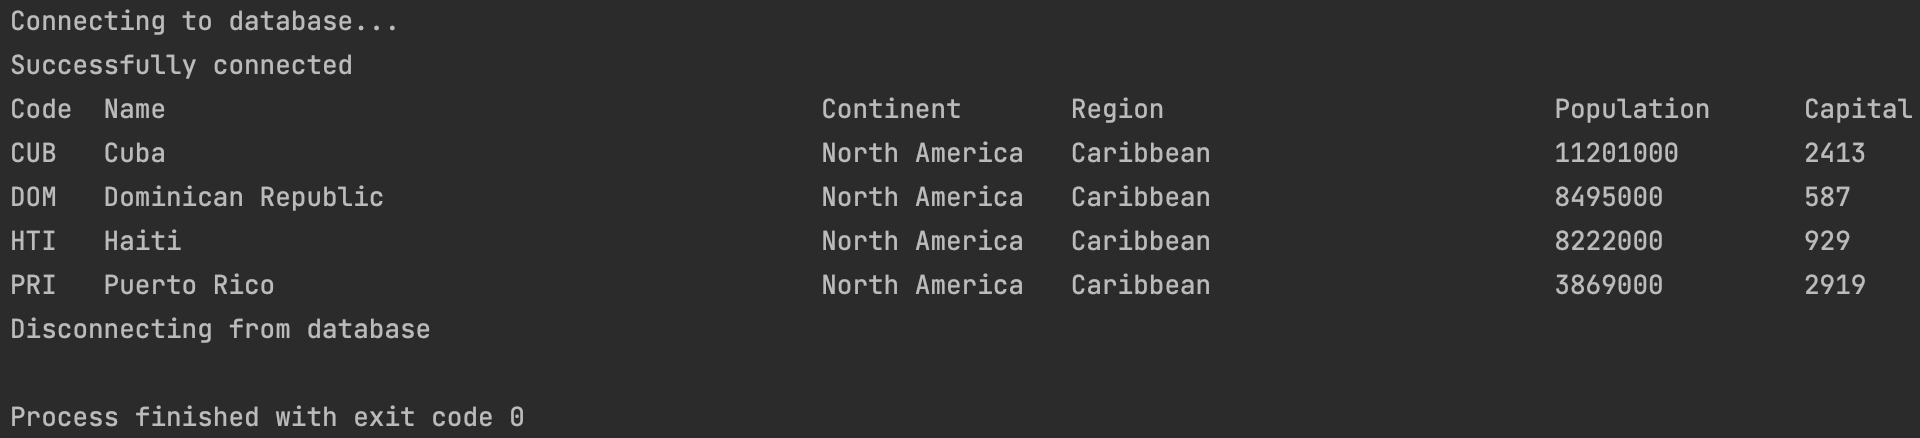 Connecting to database...
Successfully connected
Code  Name                                          Continent       Region                         Population      Capital
CUB   Cuba                                          North America   Caribbean                      11201000        2413
DOM   Dominican Republic                            North America   Caribbean                      8495000         587
HTI   Haiti                                         North America   Caribbean                      8222000         929
PRI   Puerto Rico                                   North America   Caribbean                      3869000         2919
Disconnecting from database

Process finished with exit code 0